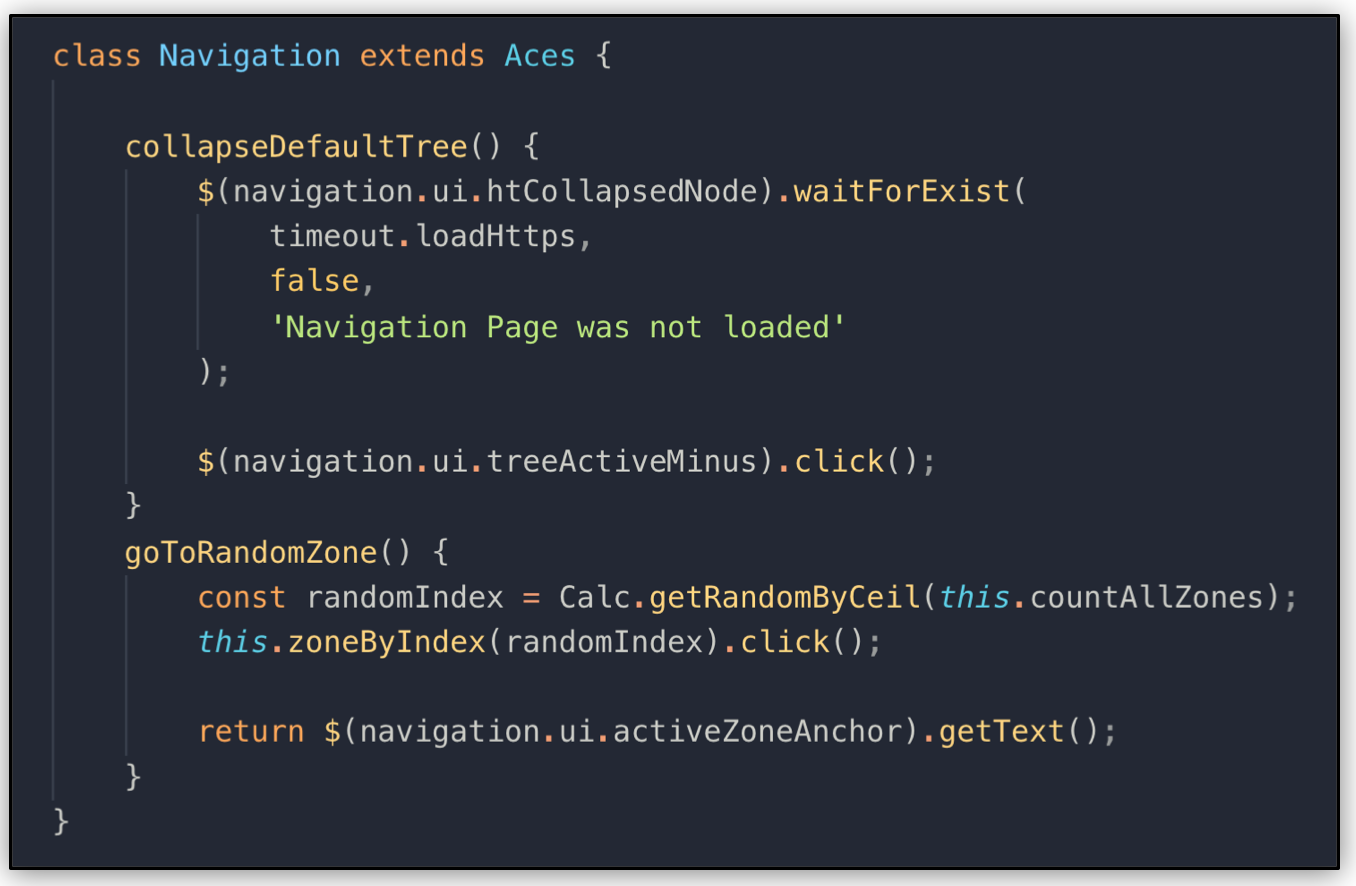 class Navigation extends Aces {
collapseDefaultTree() {
$(navigation.ui.htCollapsedNode).waitForExist(
timeout.loadHttps,
false,
'Navigation Page was not loaded'
);
$(navigation.ui.treeActiveMinus).click();
}
goToRandomZone() {
const randomIndex = Calc.getRandomByCeil(this.countAllZones);
this.zoneByIndex(randomIndex).click();
return $(navigation.ui.activeZoneAnchor).getText();
}
}